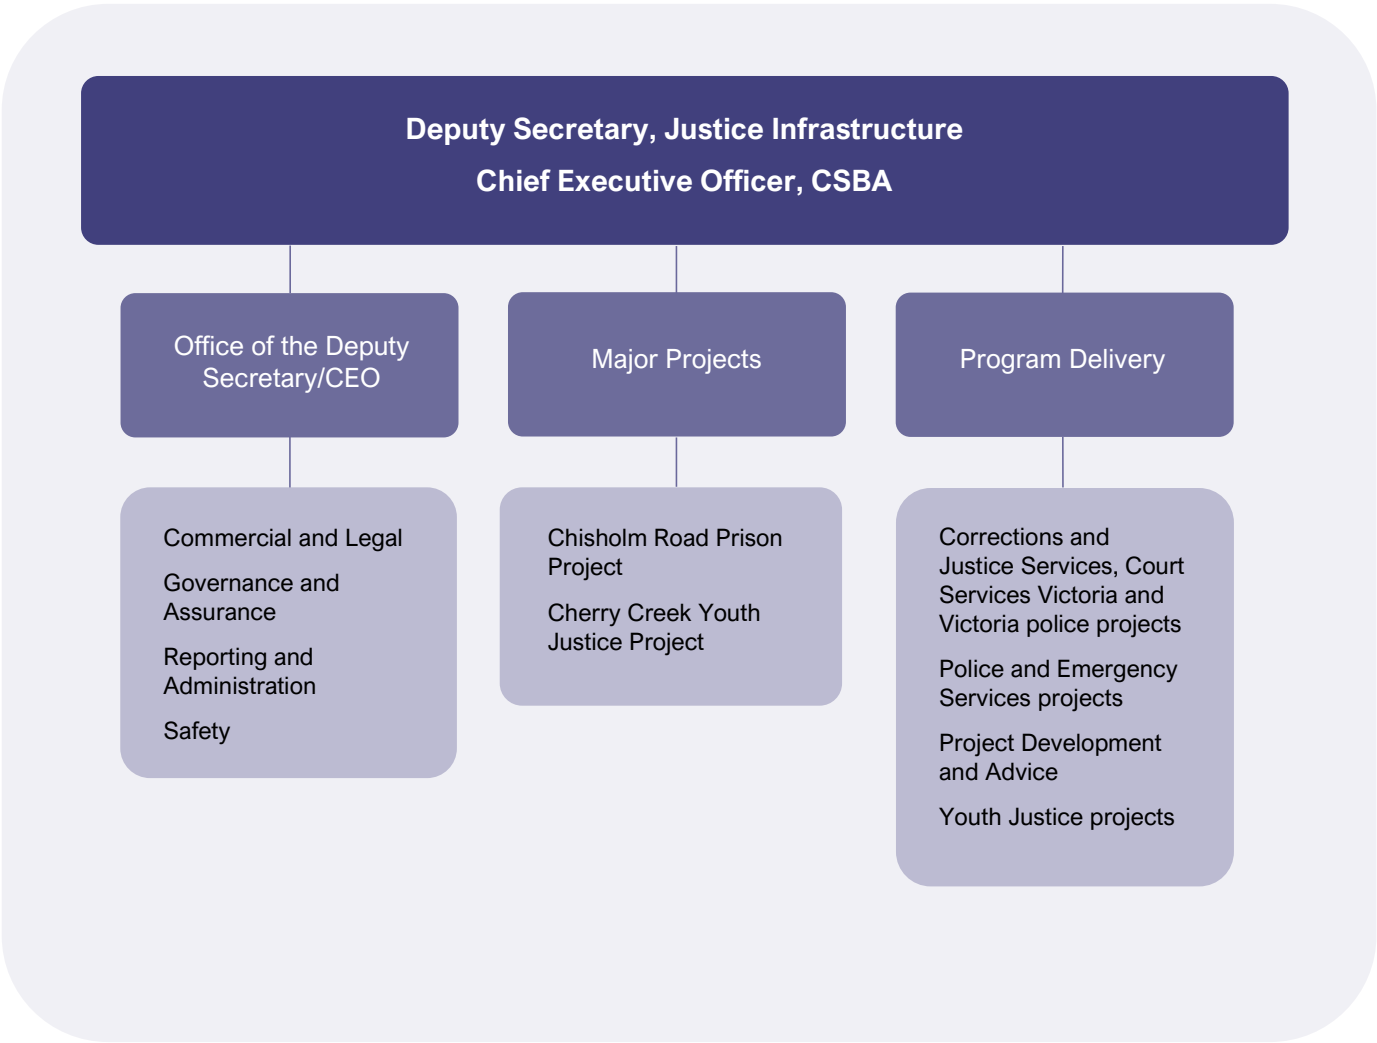 Deputy Secretary, Justice Infrastructure
Chief Executive Officer, CSBA
Office of the Deputy
Secretary/CEO
Major Projects
Program Delivery
Commercial and Legal
Governance and
Assurance
Reporting and
Administration
Safety
Chisholm Road Prison
Project
Cherry Creek Youth
Justice Project
Corrections and
Justice Services, Court
Services Victoria and
Victoria police projects
Police and Emergency
Services projects
Project Development
and Advice
Youth Justice projects